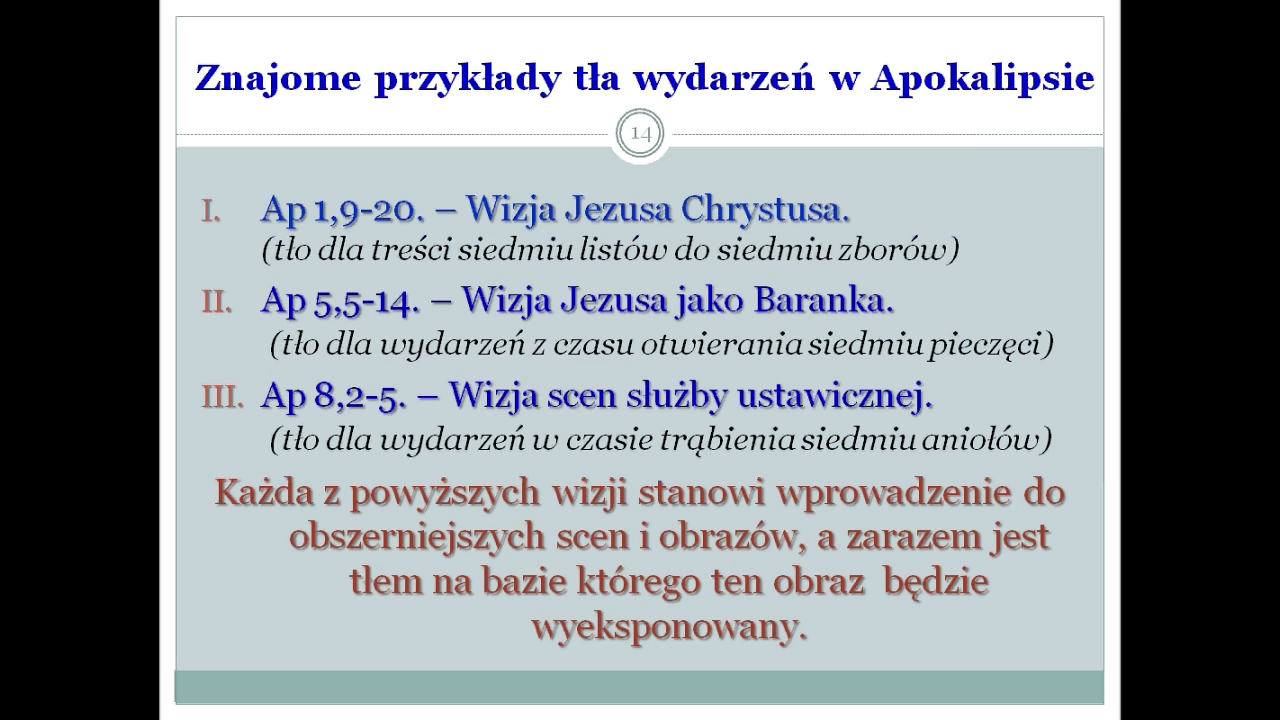 Znajome przykłady tła wydarzeń w Apokalipsie
14
I. Ap 1,9-20. – Wizja Jezusa Chrystusa.
(tło dla treści siedmiu listów do siedmiu zborów)
II. Ap 5,5-14. – Wizja Jezusa jako Baranka.
(tło dla wydarzeń z czasu otwierania siedmiu pieczęci)
III. Ap 8,2-5. – Wizja scen służby ustawicznej.
(tło dla wydarzeń w czasie trąbienia siedmiu aniołów)
Każda z powyższych wizji stanowi wprowadzenie do
obszerniejszych scen i obrazów, a zarazem jest
tłem na bazie którego ten obraz będzie
wyeksponowany.